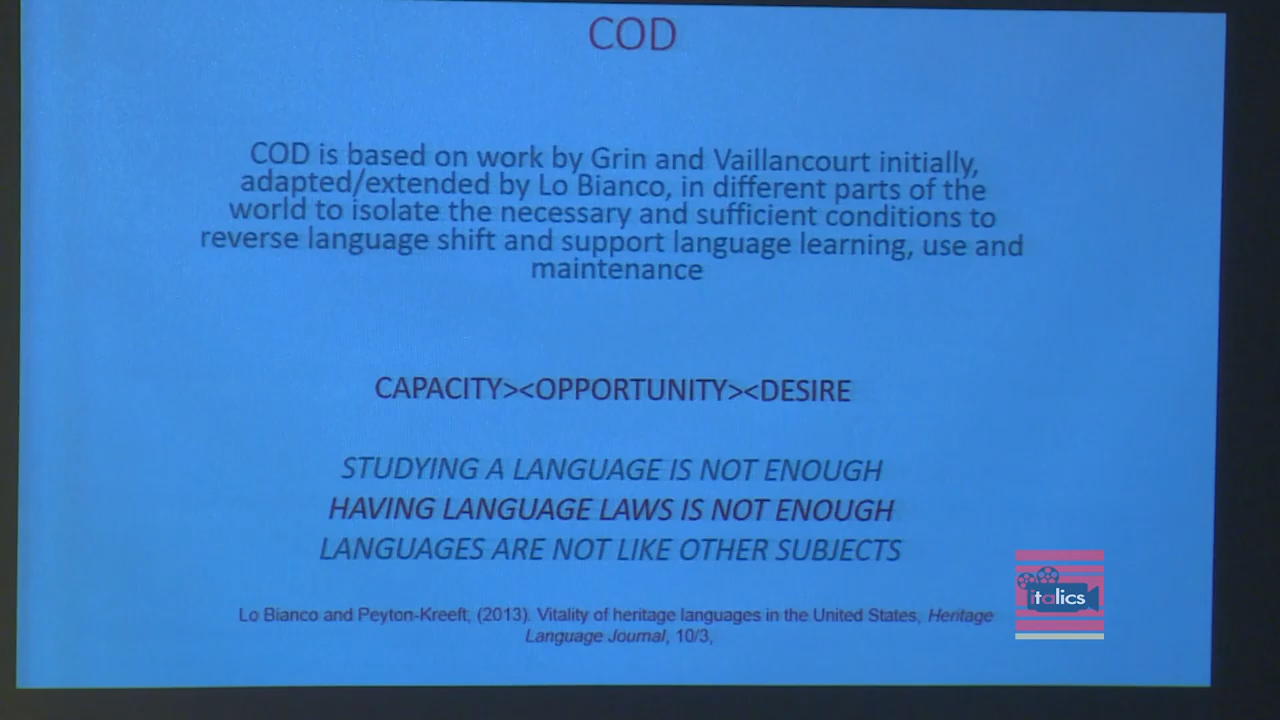 COD
COD is based on work by Grin and Vaillancourt initially,
adapted/extended by Lo Bianco, in different parts of the
world to isolate the necessary and sufficient conditions to
reverse language shift and support language learning, use and
maintenance
CAPACITY><OPPORTUNITY><DESIRE
STUDYING A LANGUAGE IS NOT ENOUGH
HAVING LANGUAGE LAWS IS NOT ENOUGH
LANGUAGES ARE NOT LIKE OTHER SUBJECTS
Lo Bianco and Peyton-Kreeft, (2013). Vitality of heritage languages in the United States, Heritage
Language Journal, 10/3,
italics